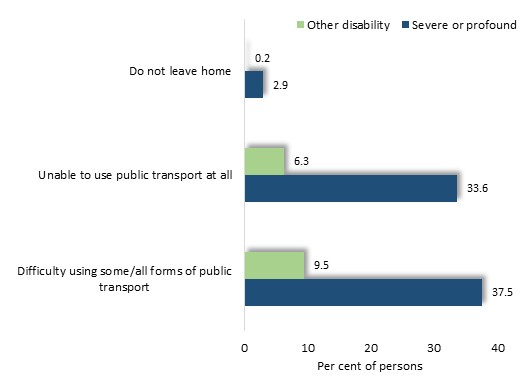 Other disability Severe or profound
Do not leave home
0.2
2.9
Unable to use public transport at all
6.3
33.6
Difficulty using some/all forms of public
transport
9.5
37.5
0 10 20 30 40
Per cent of persons